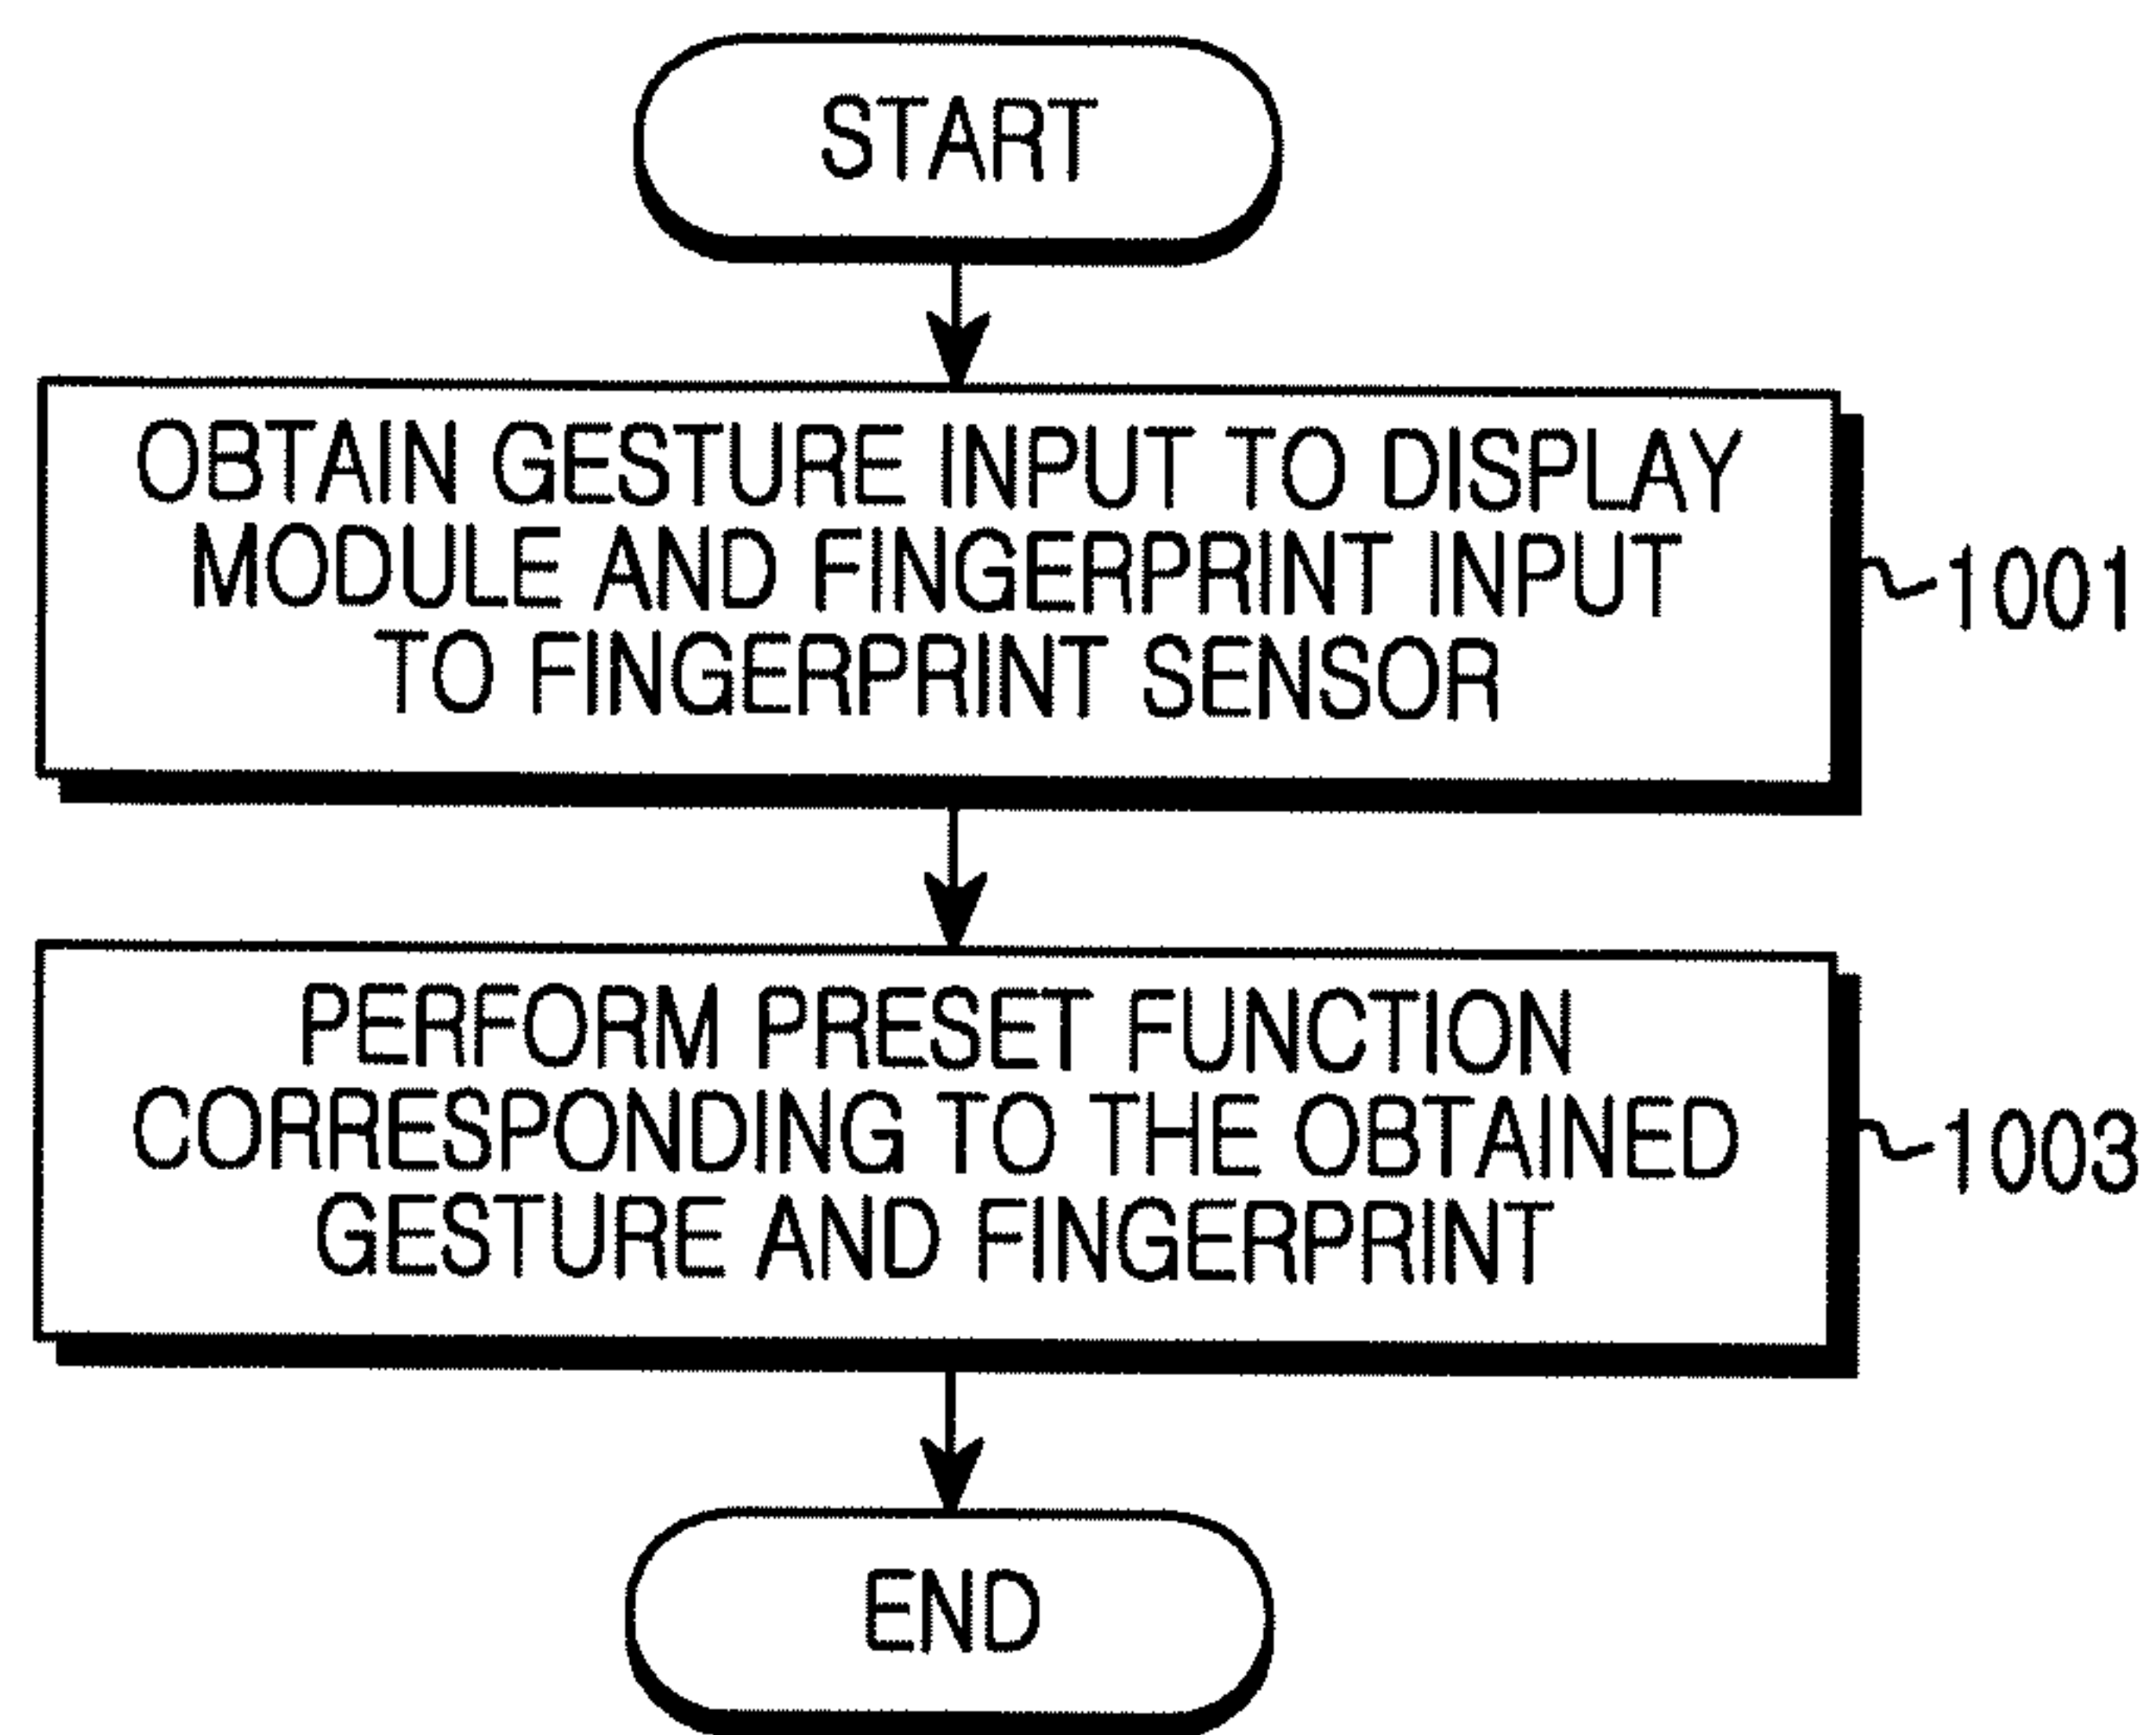 START
OBTAIN GESTURE INPUT TO DISPLAY
MODULE AND FINGERPRINT INPUT
TO FINGERPRINT SENSOR
1001
PERFORM PRESET FUNCTION
CORRESPONDING TO THE OBTAINED
GESTURE AND FINGERPRINT
1003
END